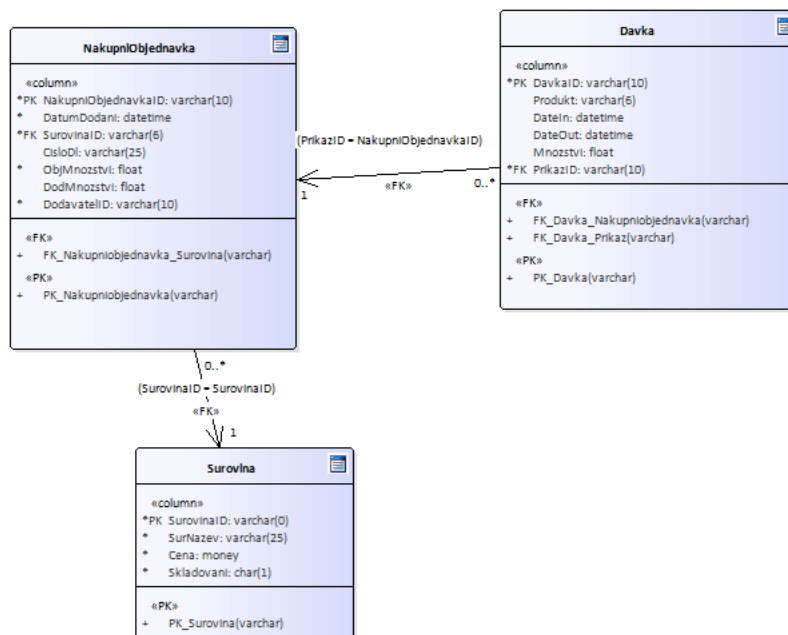 NakupniObjednavka
«column»
*PK NakupniObjednavkaID: varchar(10)
* DatumDodani: datetime
*FK SurovinaID: varchar(6)
CisloDl: varchar(25)
* ObjMnozstvi: float
DodMnozstvi: float
* DodavatelID: varchar(10)
«FK»
+ FK_Nakupniobjednavka_Surovina(varchar)
«PK»
+ PK_Nakupniobjednavka(varchar)
(PrikazID = NakupniObjednavkaID)
1
«FK»
0..*
Davka
«column»
*PK DavkaID: varchar(10)
Produkt: varchar(6)
DateIn: datetime
DateOut: datetime
Mnozstvi: float
*FK PrikazID: varchar(10)
«FK»
+ FK_Davka_Nakupniobjednavka(varchar)
+ FK_Davka_Prikaz(varchar)
«PK»
+ PK_Davka(varchar)
0..*
(SurovinaID = SurovinaID)
«FK»
1
Surovina
«column»
*PK SurovinaID: varchar(0)
* SurNazev: varchar(25)
* Cena: money
* Skladovani: char(1)
«PK»
+ PK_Surovina(varchar)